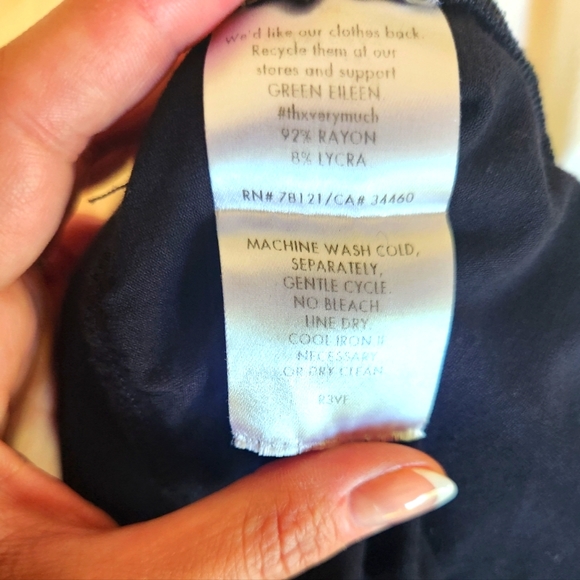 We'd like our clothes back.
Recycle them at our
stores and support
GREEN EILEEN
#thxverymuch
92% RAYON
8% LYCRA
RN# 78121/CA# 34460
MACHINE WASH COLD,
SEPARATELY,
GENTLE CYCLE.
NO BLEACH.
LINE DRY.
COOL IRON IF
NECESSARY
OR DRY CLEAN.